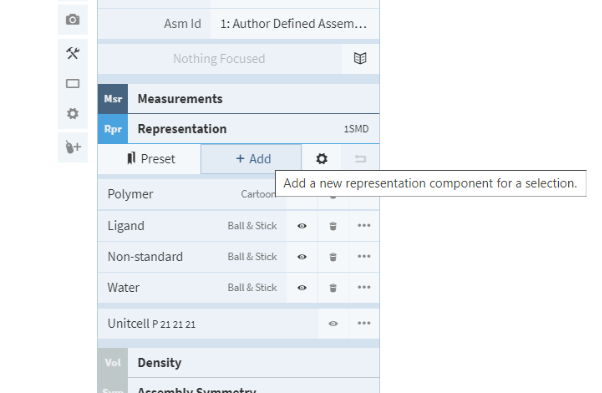 Asm Id 1: Author Defined Assem...
Nothing Focused
Msr Measurements
Rpr Representation 1SMD
Preset + Add
Add a new representation component for a selection.
Polymer Cartoon
Ligand Ball & Stick
Non-standard Ball & Stick
Water Ball & Stick
Unitcell P 21 21 21
Vol Density
Sym Assembly Symmetry